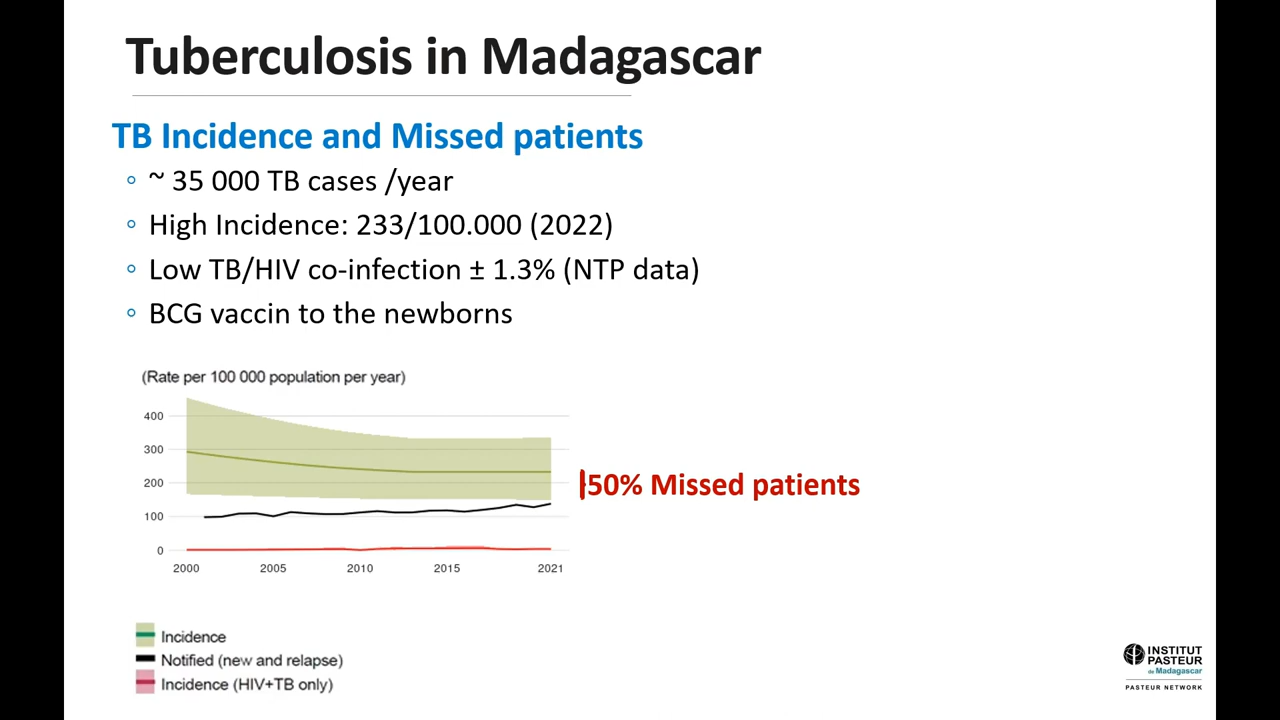 Tuberculosis in Madagascar
TB Incidence and Missed patients
~ 35 000 TB cases /year
High Incidence: 233/100.000 (2022)
Low TB/HIV co-infection ± 1.3% (NTP data)
BCG vaccin to the newborns
(Rate per 100 000 population per year)
400
300
200
100
0
2000 2005 2010 2015 2021
50% Missed patients
Incidence
Notified (new and relapse)
Incidence (HIV+TB only)
INSTITUT
PASTEUR
de Madagascar
PASTEUR NETWORK